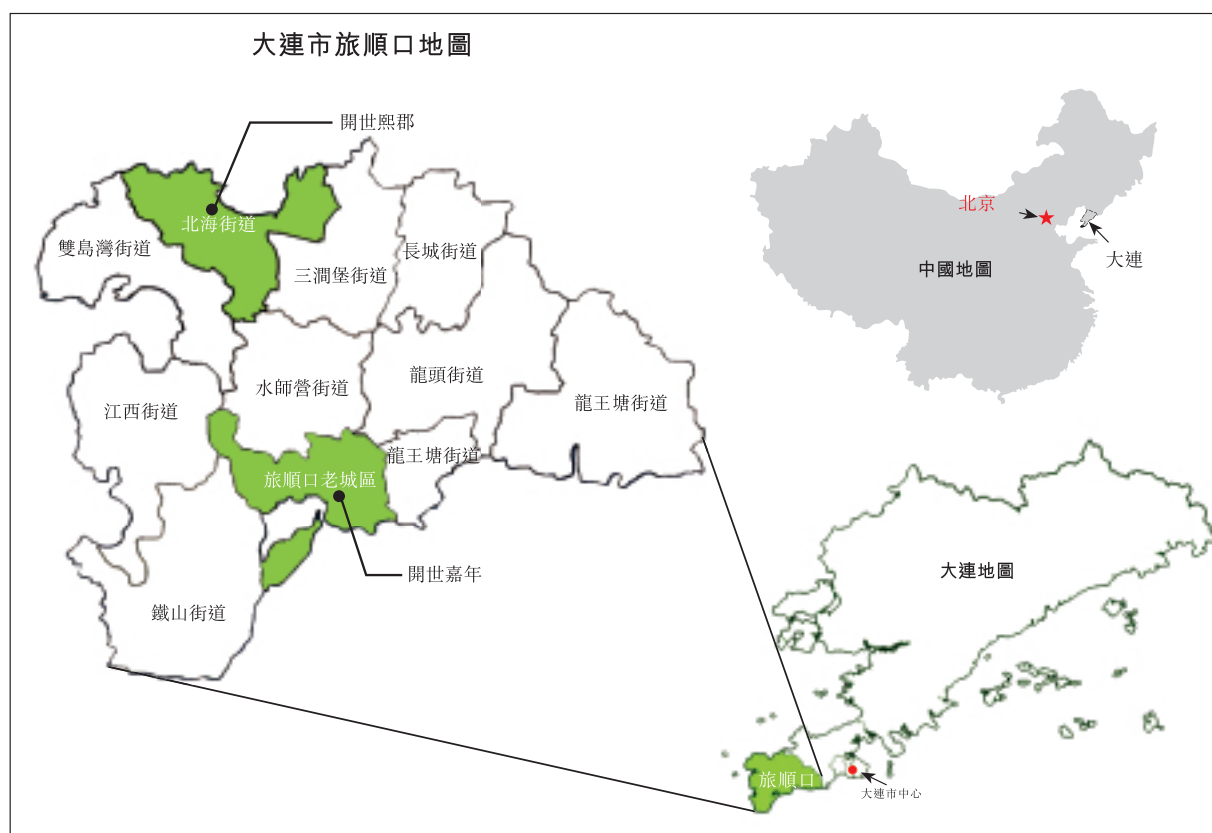 大連市旅順口地圖
開世熙郡
北海街道
雙島灣街道
三澗堡街道
長城街道
江西街道
水師營街道
龍頭街道
龍王塘街道
龍王塘街道
旅順口老城區
開世嘉年
鐵山街道
北京
大連
中國地圖
大連地圖
旅順口
大連市中心